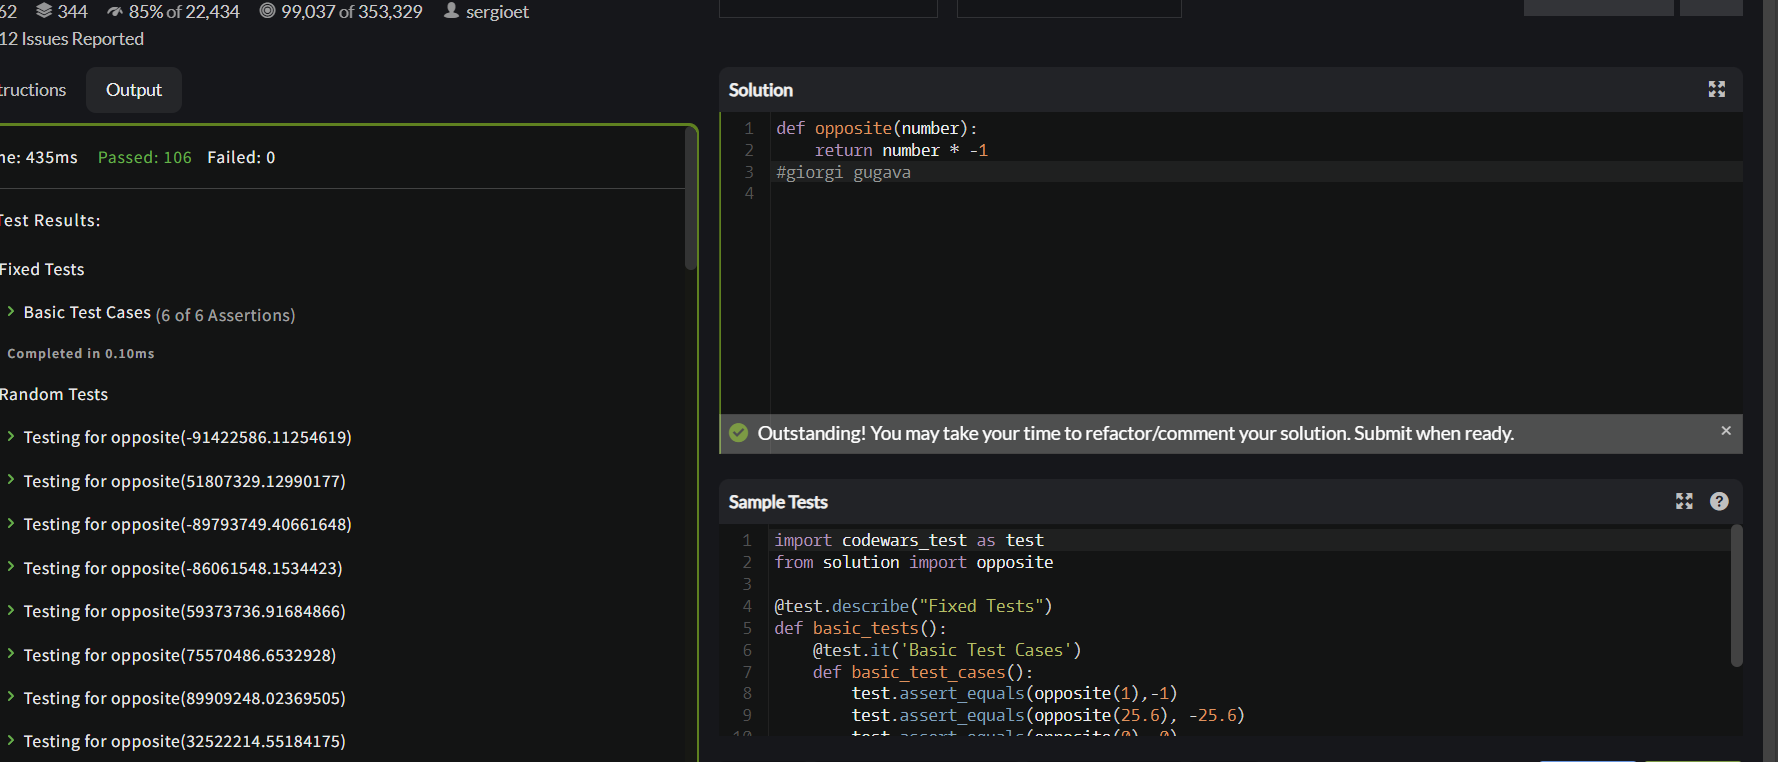 62 344 85% of 22,434 99,037 of 353,329 sergioet
12 Issues Reported
tructions Output
me: 435ms Passed: 106 Failed: 0
Test Results:
Fixed Tests
Basic Test Cases (6 of 6 Assertions)
Completed in 0.10ms
Random Tests
Testing for opposite(-91422586.11254619)
Testing for opposite(51807329.12990177)
Testing for opposite(-89793749.40661648)
Testing for opposite(-86061548.1534423)
Testing for opposite(59373736.91684866)
Testing for opposite(75570486.6532928)
Testing for opposite(89909248.02369505)
Testing for opposite(32522214.55184175)
Solution
1 def opposite(number):
2     return number * -1
3 #giorgi gugava
4
Outstanding! You may take your time to refactor/comment your solution. Submit when ready.
Sample Tests
1 import codewars_test as test
2 from solution import opposite
3
4 @test.describe("Fixed Tests")
5 def basic_tests():
6     @test.it('Basic Test Cases')
7     def basic_test_cases():
8         test.assert_equals(opposite(1),-1)
9         test.assert_equals(opposite(25.6), -25.6)
10         test.assert_equals(opposite(0), 0)